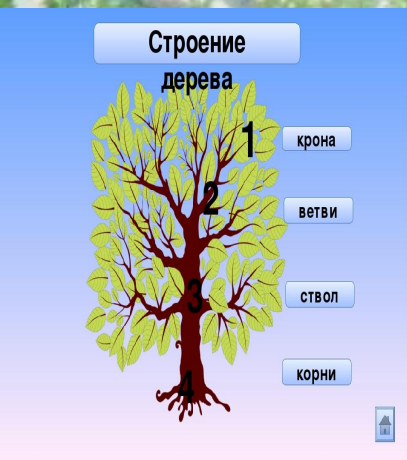 Строение
дерева
1
крона
2
ветви
3
ствол
4
корни